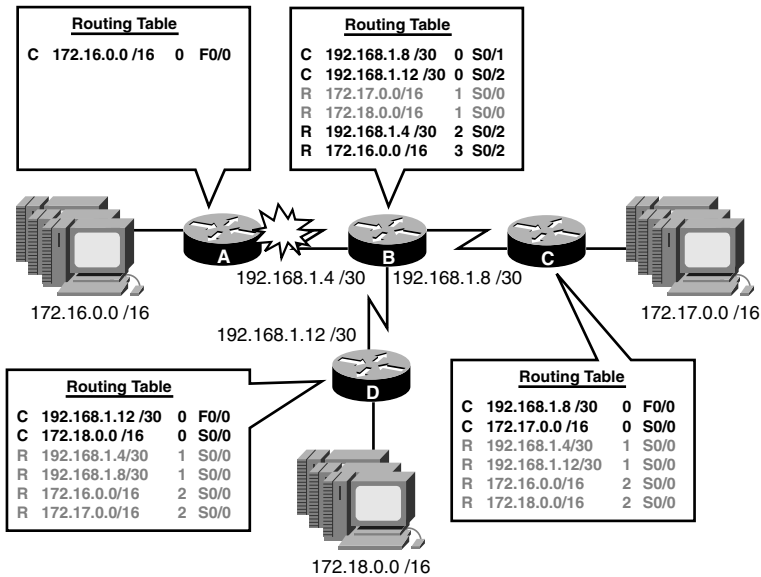 Routing Table
C 172.16.0.0 /16 0 F0/0
Routing Table
C 192.168.1.8 /30 0 S0/1
C 192.168.1.12 /30 0 S0/2
R 172.17.0.0/16 1 S0/0
R 172.18.0.0/16 1 S0/0
R 192.168.1.4 /30 2 S0/2
R 172.16.0.0 /16 3 S0/2
A
B
C
192.168.1.4 /30
192.168.1.8 /30
172.16.0.0 /16
172.17.0.0 /16
192.168.1.12 /30
D
Routing Table
C 192.168.1.12 /30 0 F0/0
C 172.18.0.0 /16 0 S0/0
R 192.168.1.4/30 1 S0/0
R 192.168.1.8/30 1 S0/0
R 172.16.0.0/16 2 S0/0
R 172.17.0.0/16 2 S0/0
Routing Table
C 192.168.1.8 /30 0 F0/0
C 172.17.0.0 /16 0 S0/0
R 192.168.1.4/30 1 S0/0
R 192.168.1.12/30 1 S0/0
R 172.16.0.0/16 2 S0/0
R 172.18.0.0/16 2 S0/0
172.18.0.0 /16